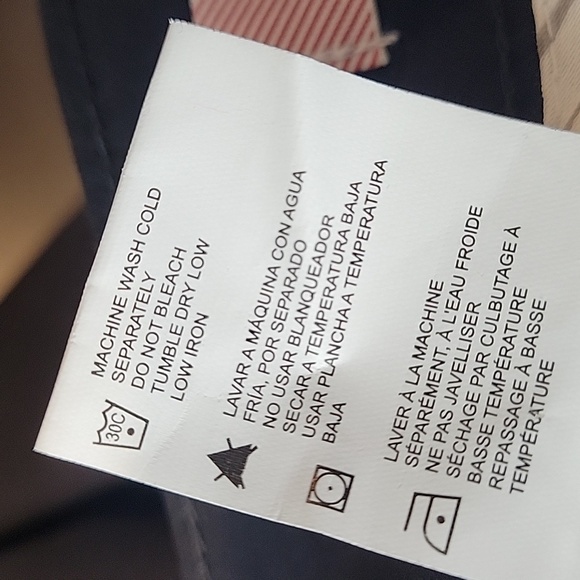 MACHINE WASH COLD
SEPARATELY
DO NOT BLEACH
TUMBLE DRY LOW
LOW IRON
30C
LAVAR A MÁQUINA CON AGUA
FRÍA, POR SEPARADO
NO USAR BLANQUEADOR
SECAR A TEMPERATURA BAJA
USAR PLANCHA A TEMPERATURA
BAJA
LAVER À LA MACHINE
SÉPARÉMENT, À L'EAU FROIDE
NE PAS JAVELLISER
SÉCHAGE PAR CULBUTAGE À
BASSE TEMPÉRATURE
REPASSAGE À BASSE
TEMPÉRATURE